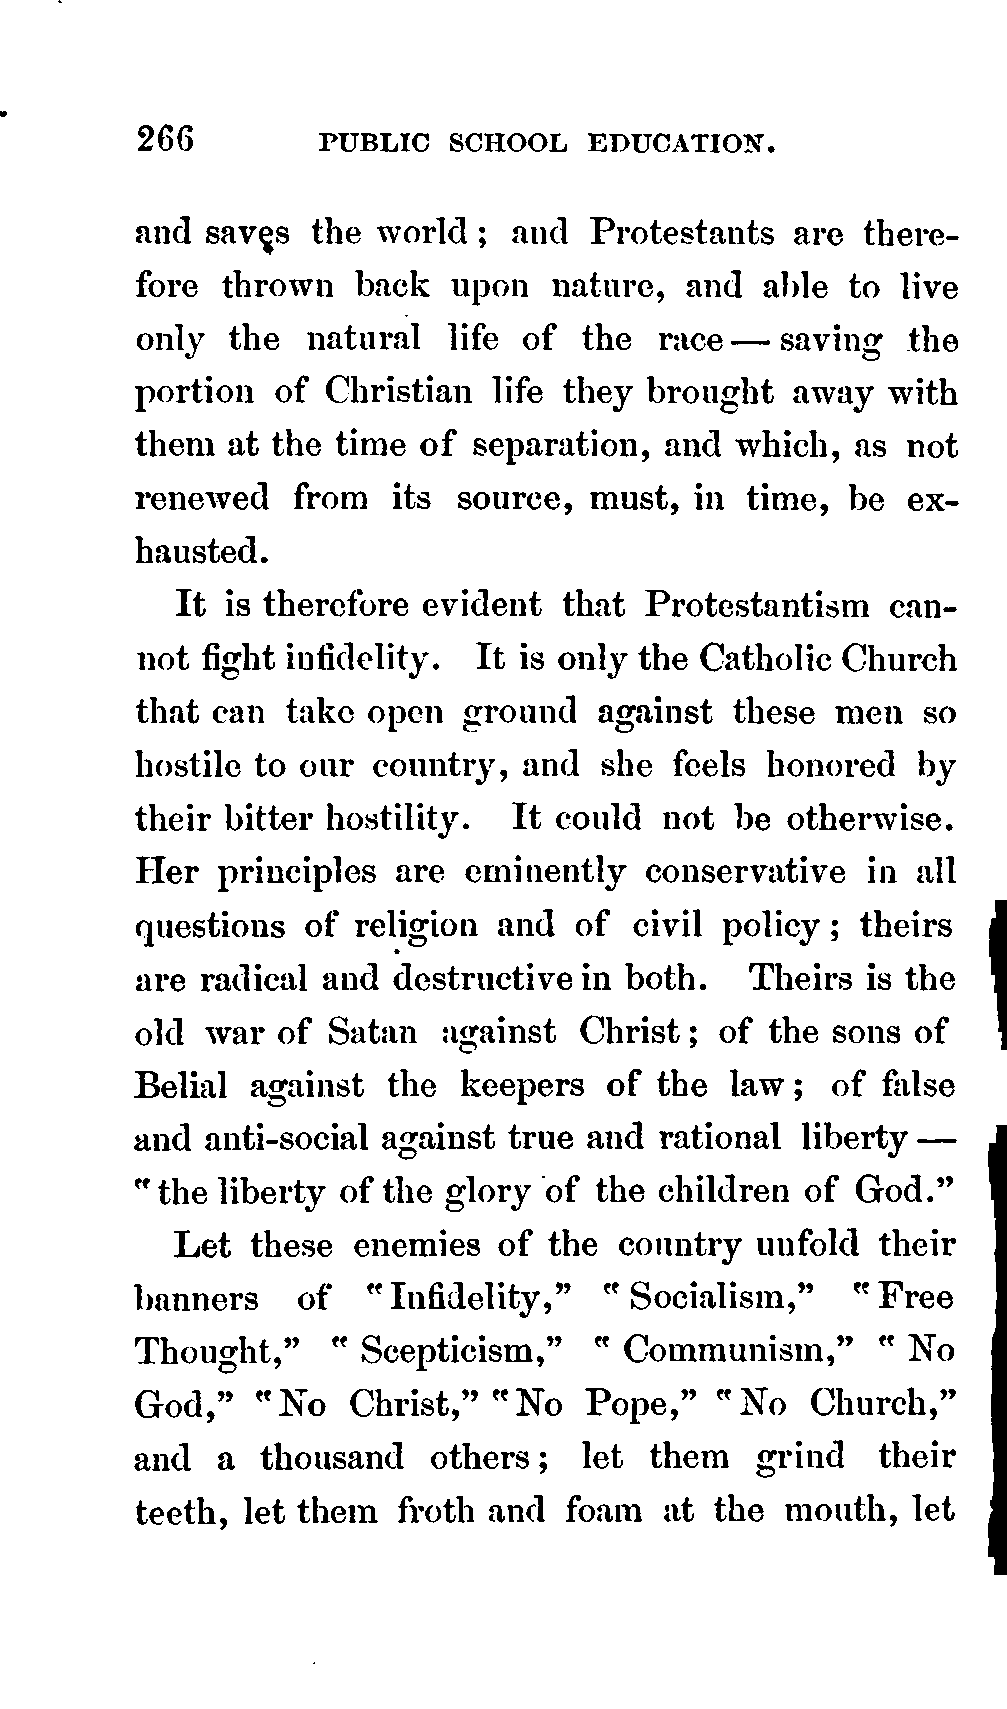 266 PUBLIC SCHOOL EDUCATION.
and saves the world; and Protestants are there-
fore thrown back upon nature, and able to live
only the natural life of the race — saving the
portion of Christian life they brought away with
them at the time of separation, and which, as not
renewed from its source, must, in time, be ex-
hausted.
It is therefore evident that Protestantism can-
not fight infidelity. It is only the Catholic Church
that can take open ground against these men so
hostile to our country, and she feels honored by
their bitter hostility. It could not be otherwise.
Her principles are eminently conservative in all
questions of religion and of civil policy; theirs
are radical and destructive in both. Theirs is the
old war of Satan against Christ; of the sons of
Belial against the keepers of the law; of false
and anti-social against true and rational liberty —
"the liberty of the glory of the children of God."
Let these enemies of the country unfold their
banners of "Infidelity," "Socialism," "Free
Thought," "Scepticism," "Communism," "No
God," "No Christ," "No Pope," "No Church,"
and a thousand others; let them grind their
teeth, let them froth and foam at the mouth, let